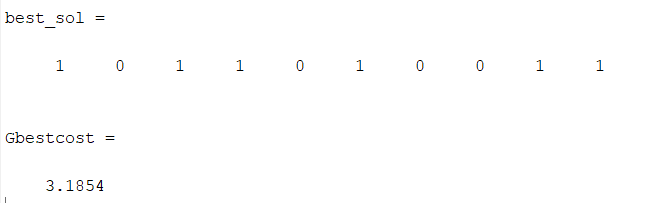 best_sol =
1 0 1 1 0 1 0 0 1 1
Gbestcost =
3.1854